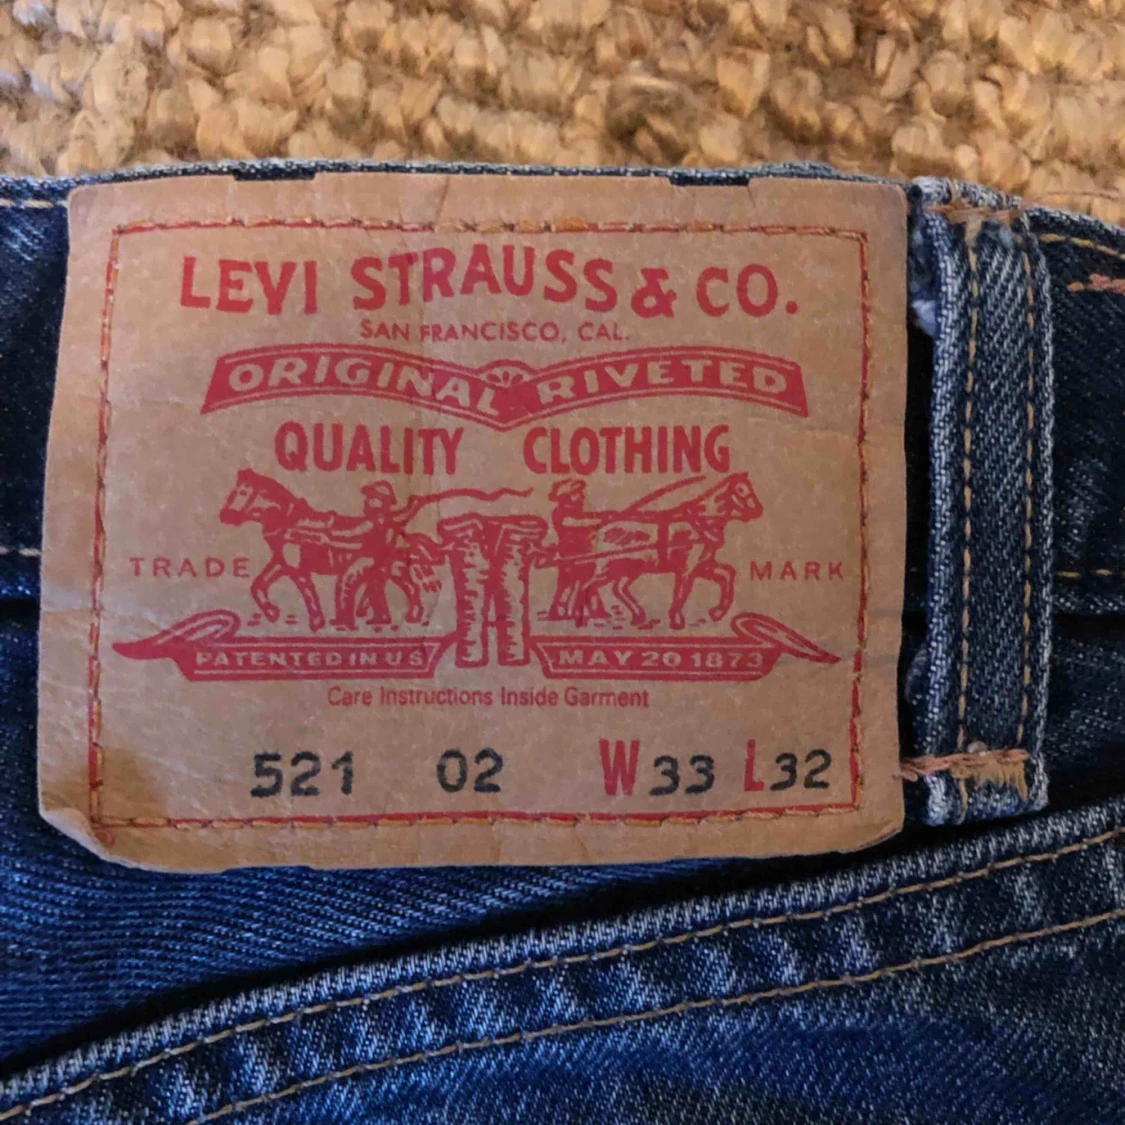 LEVI STRAUSS & CO.
SAN FRANCISCO, CAL.
ORIGINAL RIVETED
QUALITY CLOTHING
TRADE MARK
PATENTED IN US MAY 20 1873
Care Instructions Inside Garment
521 02 W33 L32